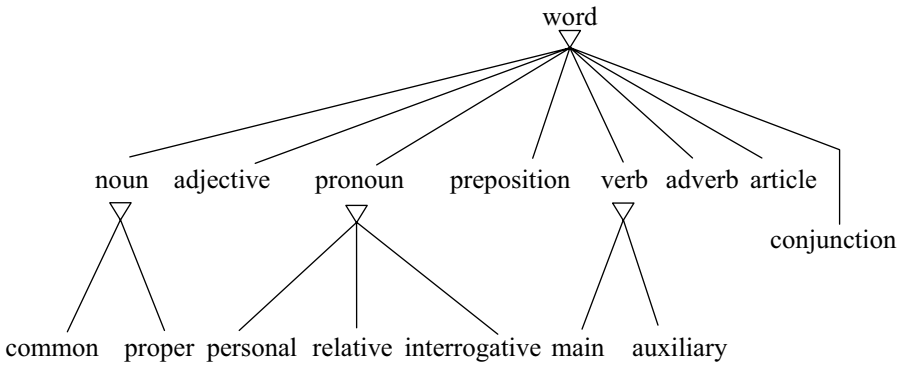 word
noun adjective pronoun preposition verb adverb article
conjunction
common proper personal relative interrogative main auxiliary